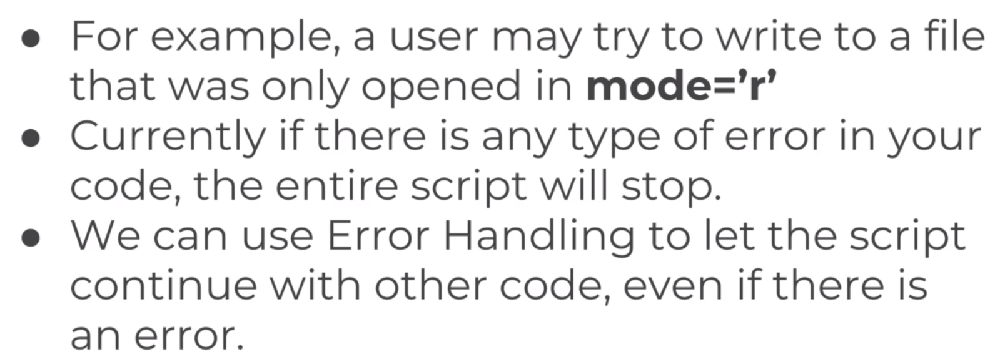 ● For example, a user may try to write to a file
that was only opened in mode=’r’
● Currently if there is any type of error in your
code, the entire script will stop.
● We can use Error Handling to let the script
continue with other code, even if there is
an error.